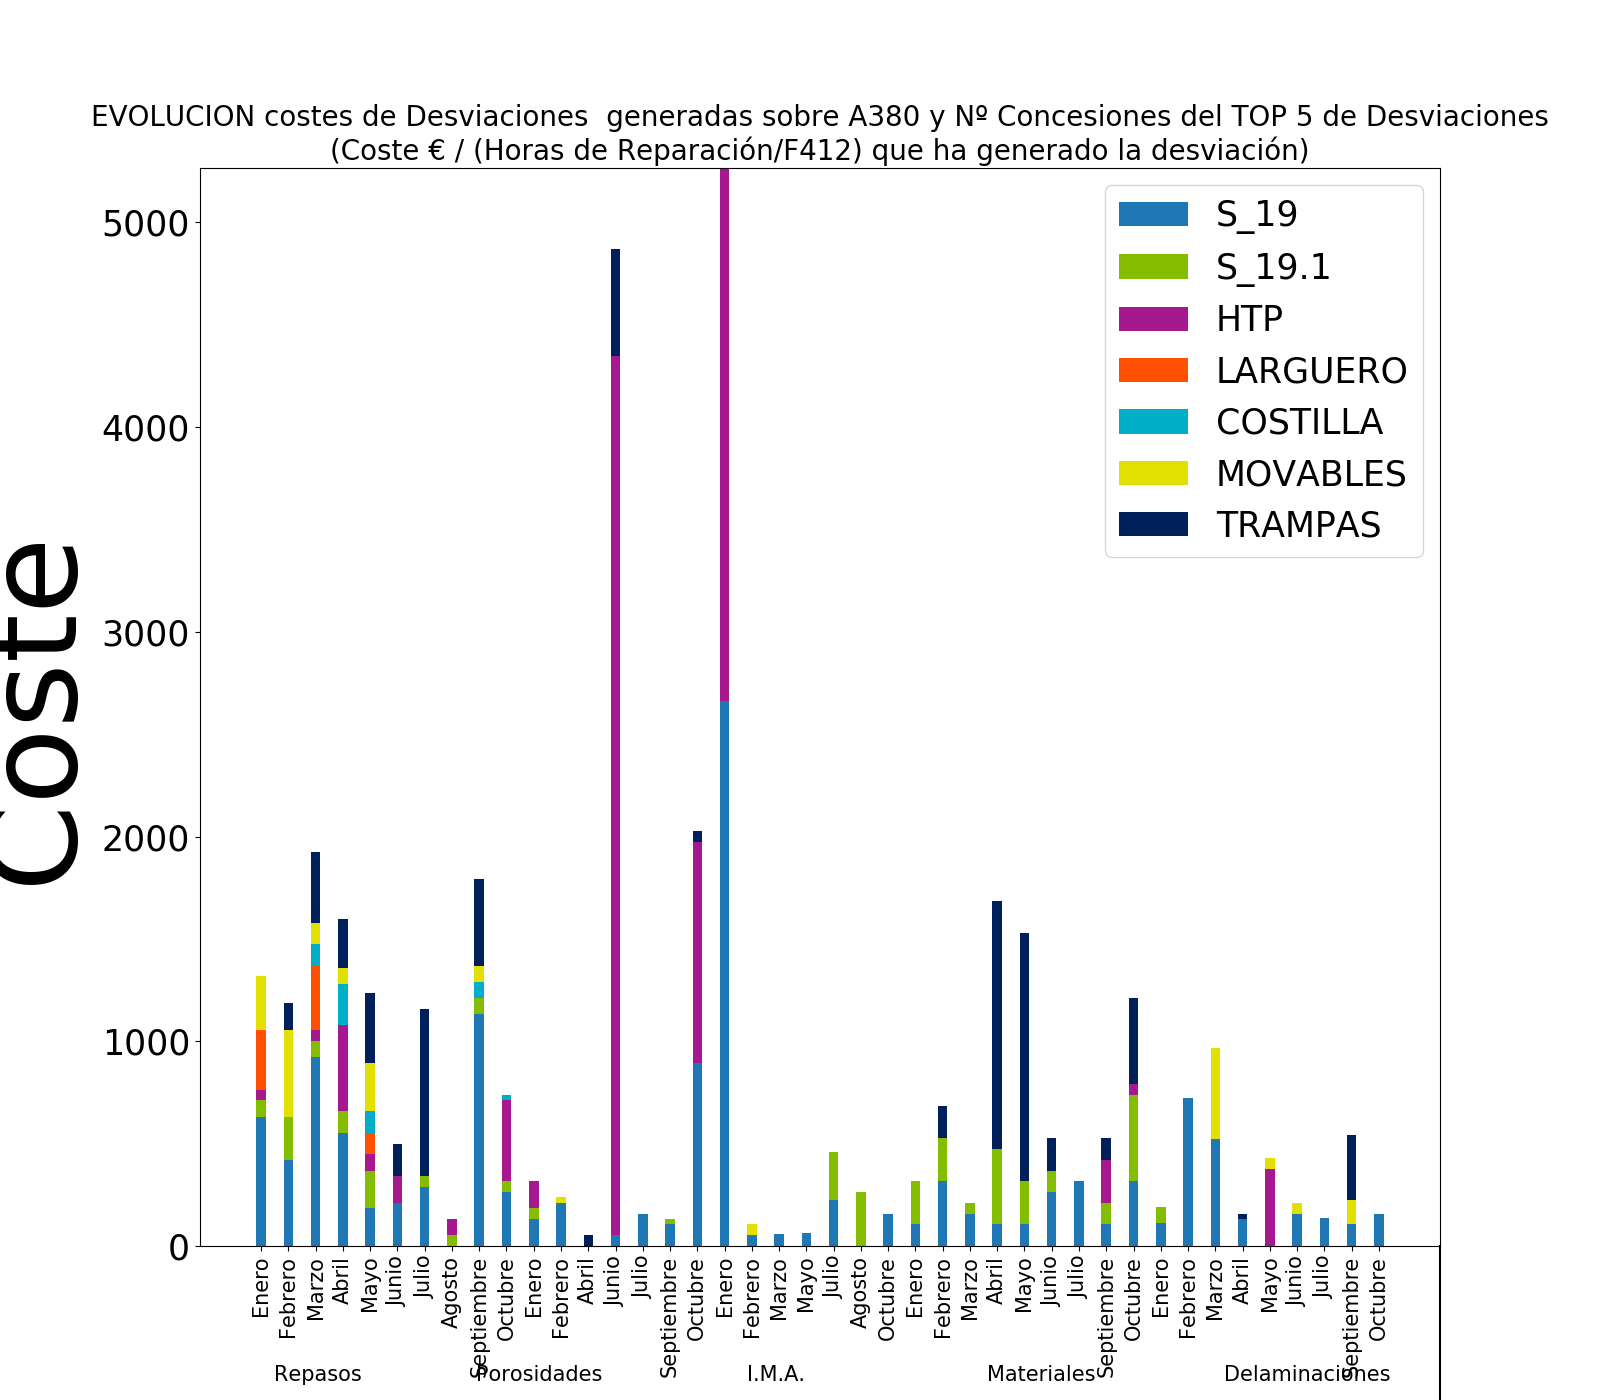 EVOLUCION costes de Desviaciones  generadas sobre A380 y Nº Concesiones del TOP 5 de Desviaciones
(Coste € / (Horas de Reparación/F412) que ha generado la desviación)
Coste
5000
4000
3000
2000
1000
0
S_19
S_19.1
HTP
LARGUERO
COSTILLA
MOVABLES
TRAMPAS
Enero
Febrero
Marzo
Abril
Mayo
Junio
Julio
Agosto
Septiembre
Octubre
Enero
Febrero
Abril
Junio
Julio
Septiembre
Octubre
Enero
Febrero
Marzo
Mayo
Julio
Agosto
Octubre
Enero
Febrero
Marzo
Abril
Mayo
Junio
Julio
Septiembre
Octubre
Enero
Febrero
Marzo
Abril
Mayo
Junio
Julio
Septiembre
Octubre
Repasos
Porosidades
I.M.A.
Materiales
Delaminaciones